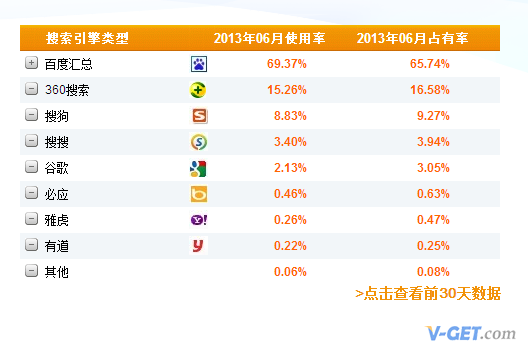 搜索引擎类型 2013年06月使用率 2013年06月占有率
百度汇总 69.37% 65.74%
360搜索 15.26% 16.58%
搜狗 8.83% 9.27%
搜搜 3.40% 3.94%
谷歌 2.13% 3.05%
必应 0.46% 0.63%
雅虎 0.26% 0.47%
有道 0.22% 0.25%
其他 0.06% 0.08%
>点击查看前30天数据
V-GET.com